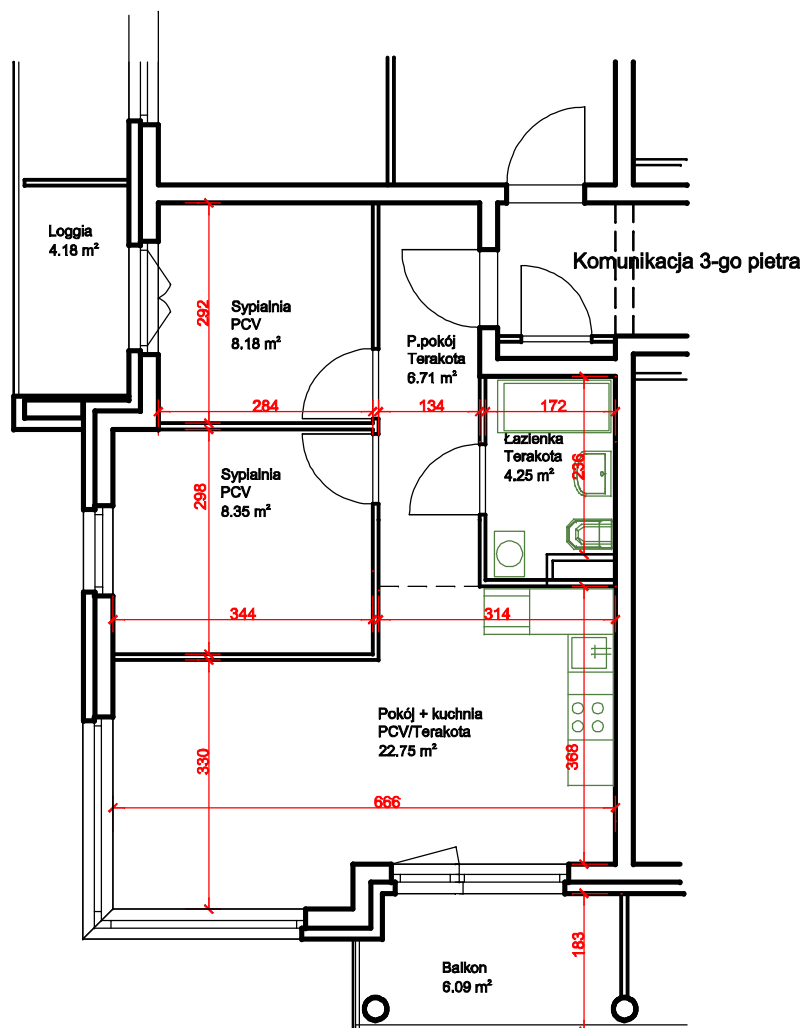 Loggia
4.18 m²
Komunikacja 3-go pietra
292
Sypialnia
PCV
8.18 m²
P.pokój
Terakota
6.71 m²
284
134
172
Łazienka
Terakota
4.25 m²
236
Sypialnia
PCV
8.35 m²
298
344
314
Pokój + kuchnia
PCV/Terakota
22.75 m²
330
368
666
183
Balkon
6.09 m²